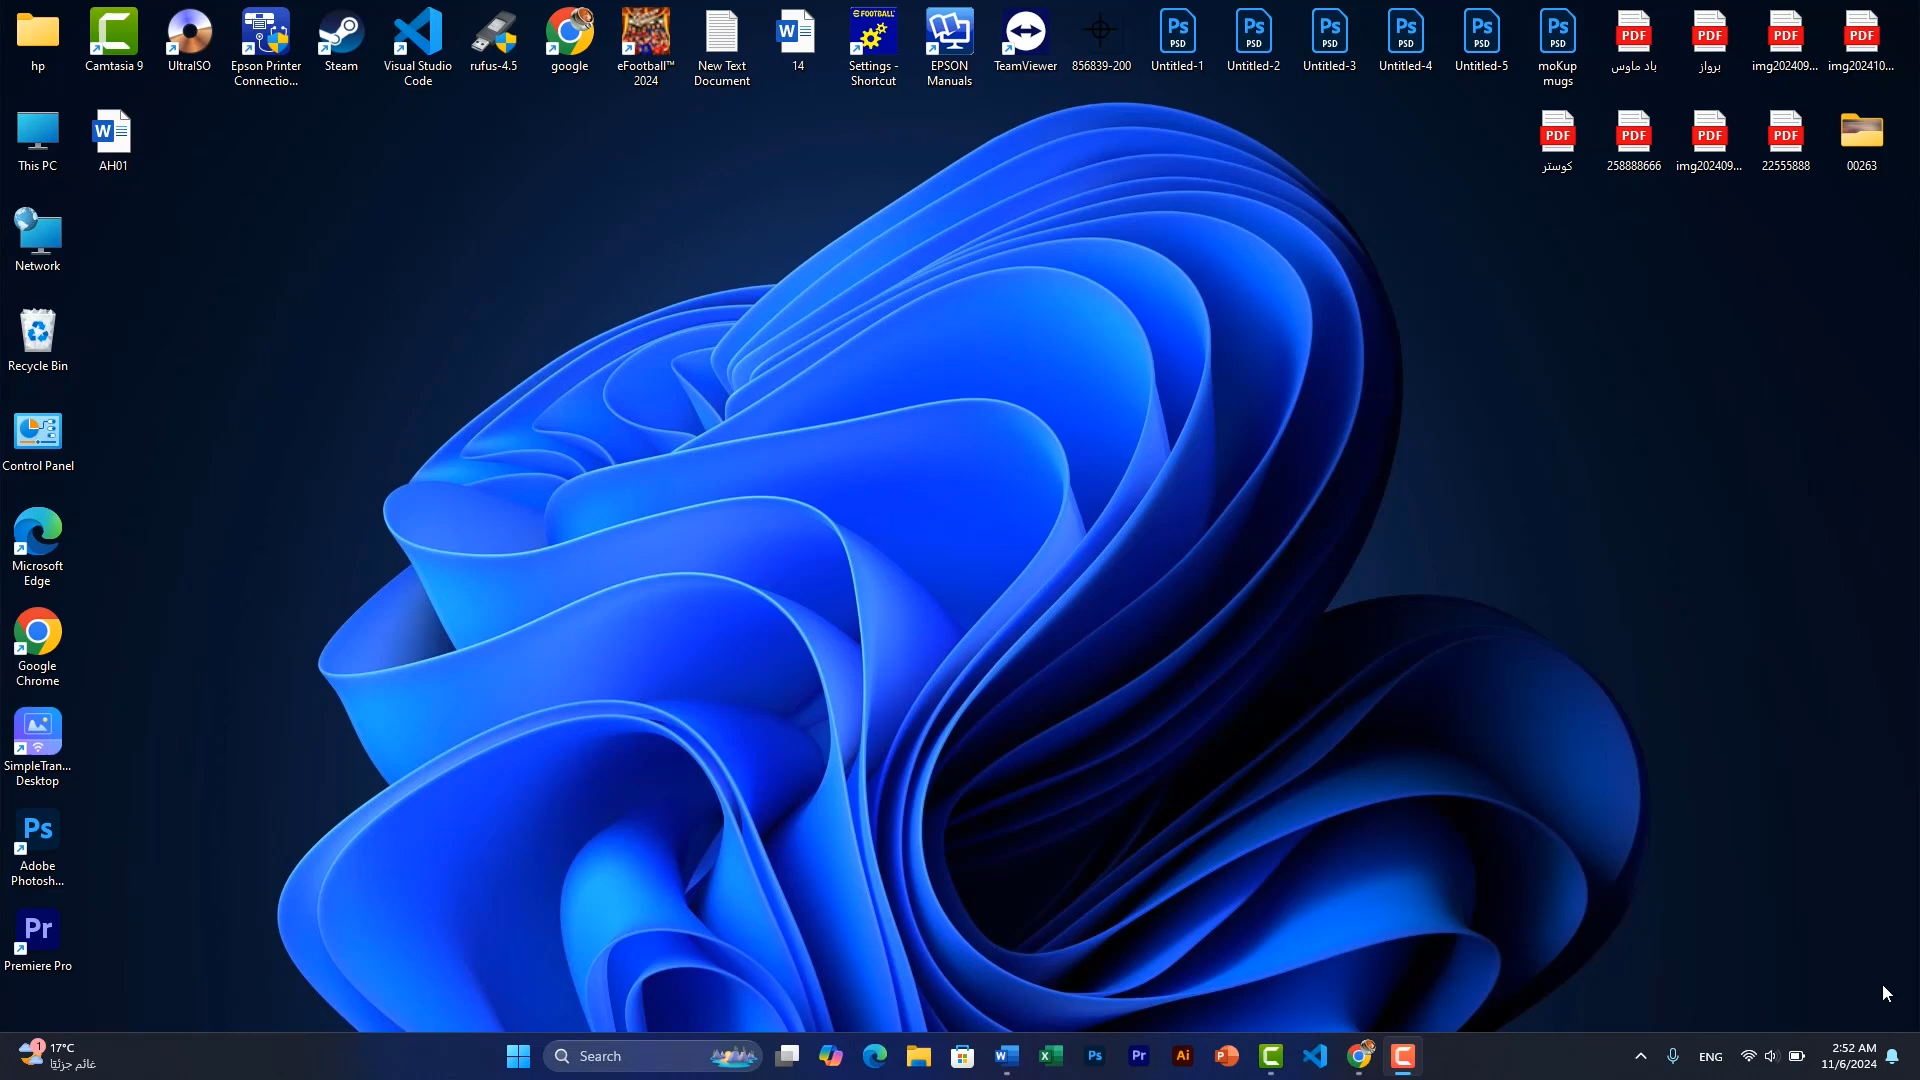 hp
Camtasia 9
UltraISO
Epson Printer
Connectio...
Steam
Visual Studio
Code
rufus-4.5
google
eFootball™
2024
New Text
Document
14
Settings -
Shortcut
EPSON
Manuals
TeamViewer
856839-200
Untitled-1
Untitled-2
Untitled-3
Untitled-4
Untitled-5
moKup
mugs
باد ماوس
برواز
img202409...
img202410...
This PC
AH01
كوستر
258888666
img202409...
22555888
00263
Network
Recycle Bin
Control Panel
Microsoft
Edge
Google
Chrome
SimpleTran...
Desktop
Adobe
Photosh...
Premiere Pro
1
17°C
غائم جزئيًا
Search
ENG
2:52 AM
11/6/2024